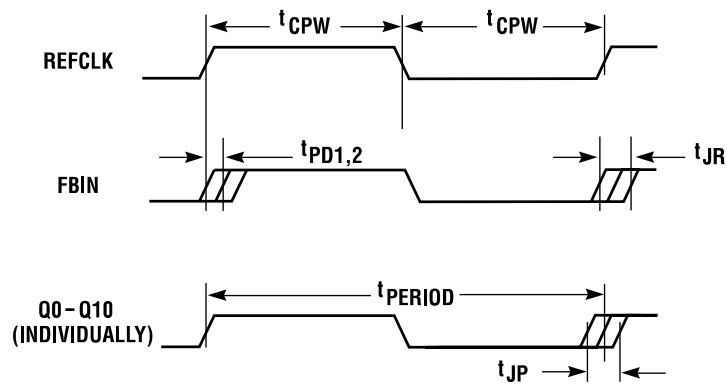 tCPW tCPW
REFCLK
tPD1,2 tJR
FBIN
tPERIOD
Q0–Q10
(INDIVIDUALLY)
tJP